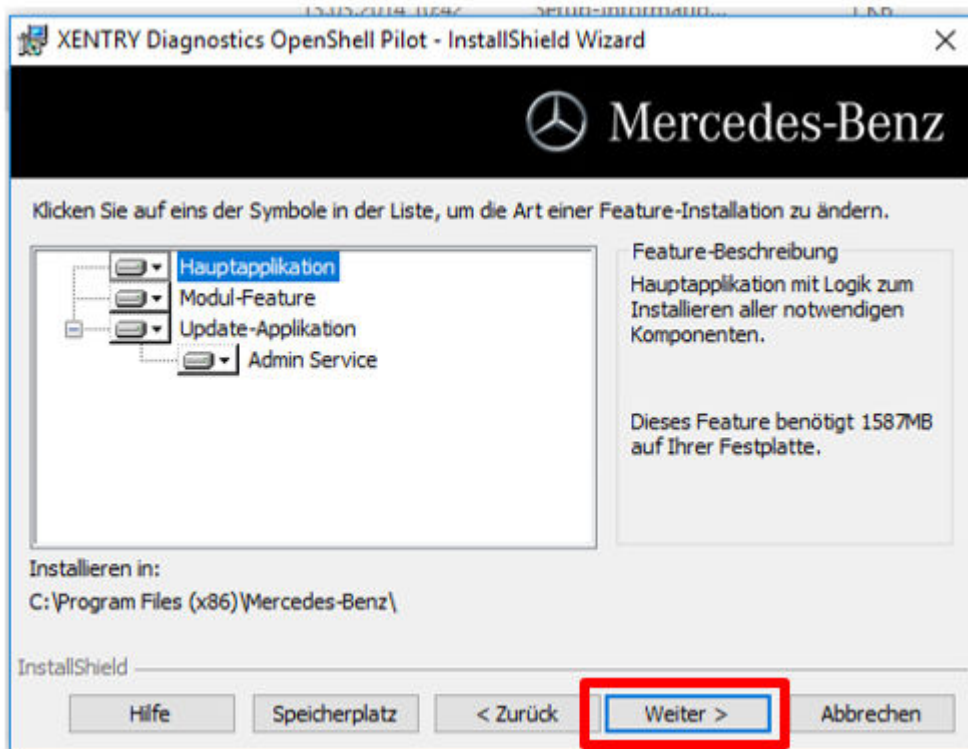 XENTRY Diagnostics OpenShell Pilot - InstallShield Wizard
Mercedes-Benz
Klicken Sie auf eins der Symbole in der Liste, um die Art einer Feature-Installation zu ändern.
Hauptapplikation
Modul-Feature
Update-Applikation
Admin Service
Feature-Beschreibung
Hauptapplikation mit Logik zum
Installieren aller notwendigen
Komponenten.
Dieses Feature benötigt 1587MB
auf Ihrer Festplatte.
Installieren in:
C:\Program Files (x86)\Mercedes-Benz\
InstallShield
Hilfe
Speicherplatz
< Zurück
Weiter >
Abbrechen